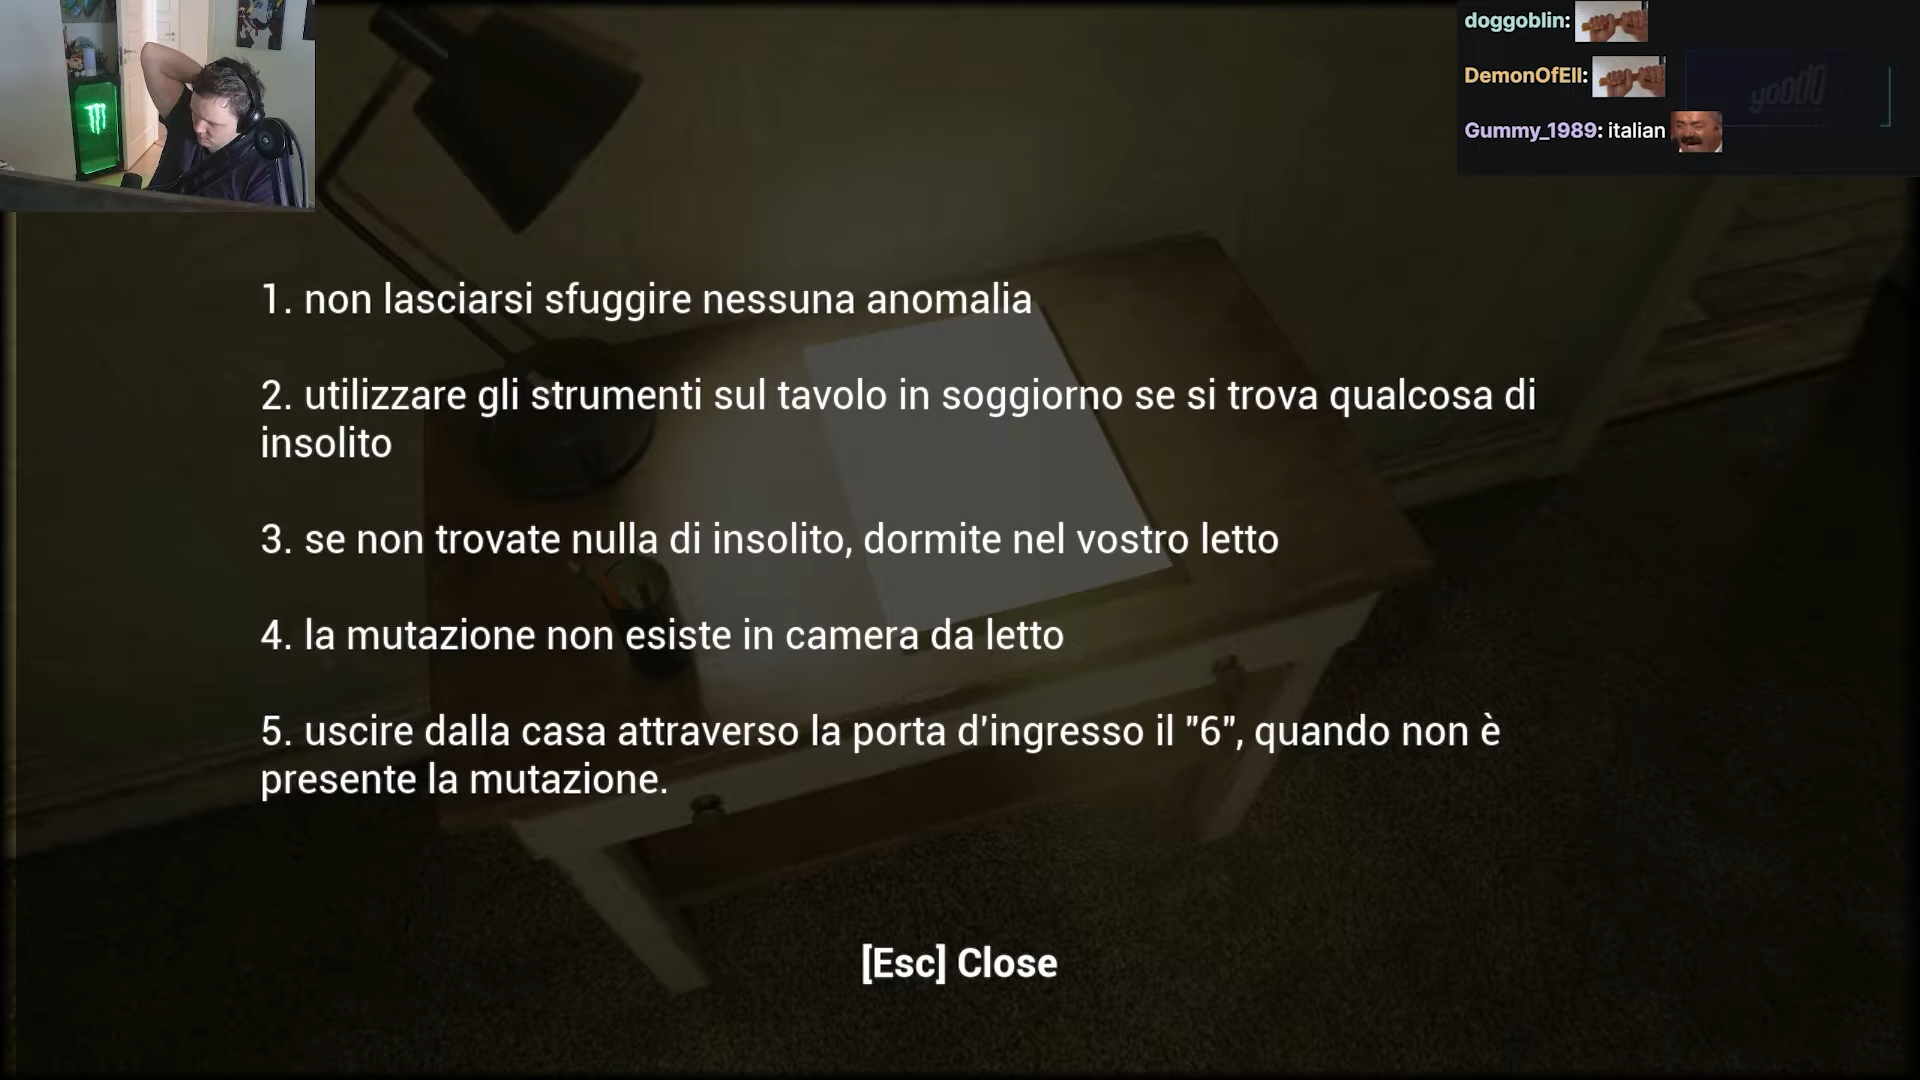 doggoblin:
DemonOfEll:
yoooo
Gummy_1989: italian
1. non lasciarsi sfuggire nessuna anomalia
2. utilizzare gli strumenti sul tavolo in soggiorno se si trova qualcosa di
insolito
3. se non trovate nulla di insolito, dormite nel vostro letto
4. la mutazione non esiste in camera da letto
5. uscire dalla casa attraverso la porta d'ingresso il "6", quando non è
presente la mutazione.
[Esc] Close